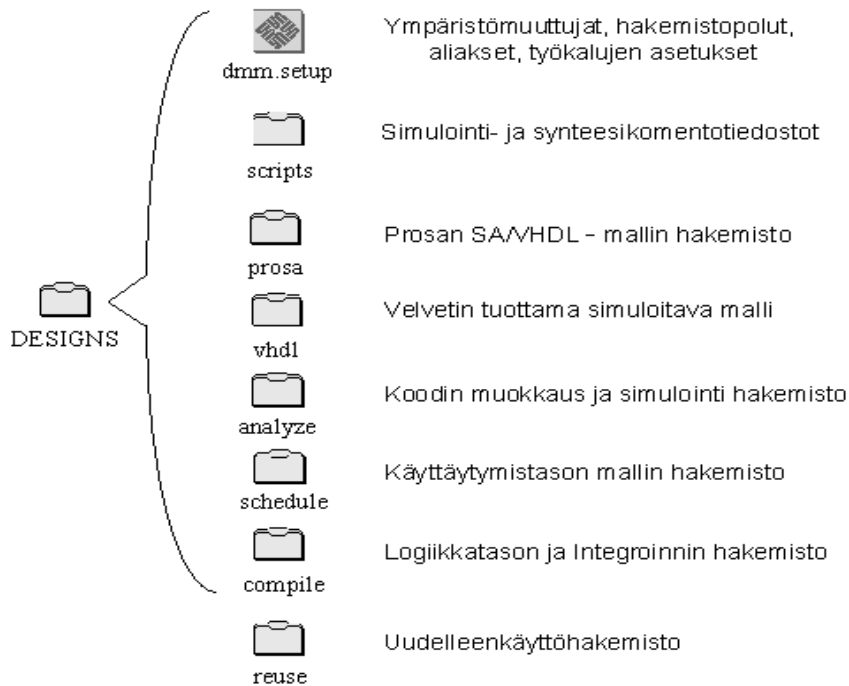 Ympäristömuuttujat, hakemistopolut,
aliakset, työkalujen asetukset
dmm.setup
Simulointi- ja synteesikomentotiedostot
scripts
Prosan SA/VHDL – mallin hakemisto
prosa
DESIGNS
Velvetin tuottama simuloitava malli
vhdl
Koodin muokkaus ja simulointi hakemisto
analyze
Käyttäytymistason mallin hakemisto
schedule
Logiikkatason ja Integroinnin hakemisto
compile
Uudelleenkäyttöhakemisto
reuse